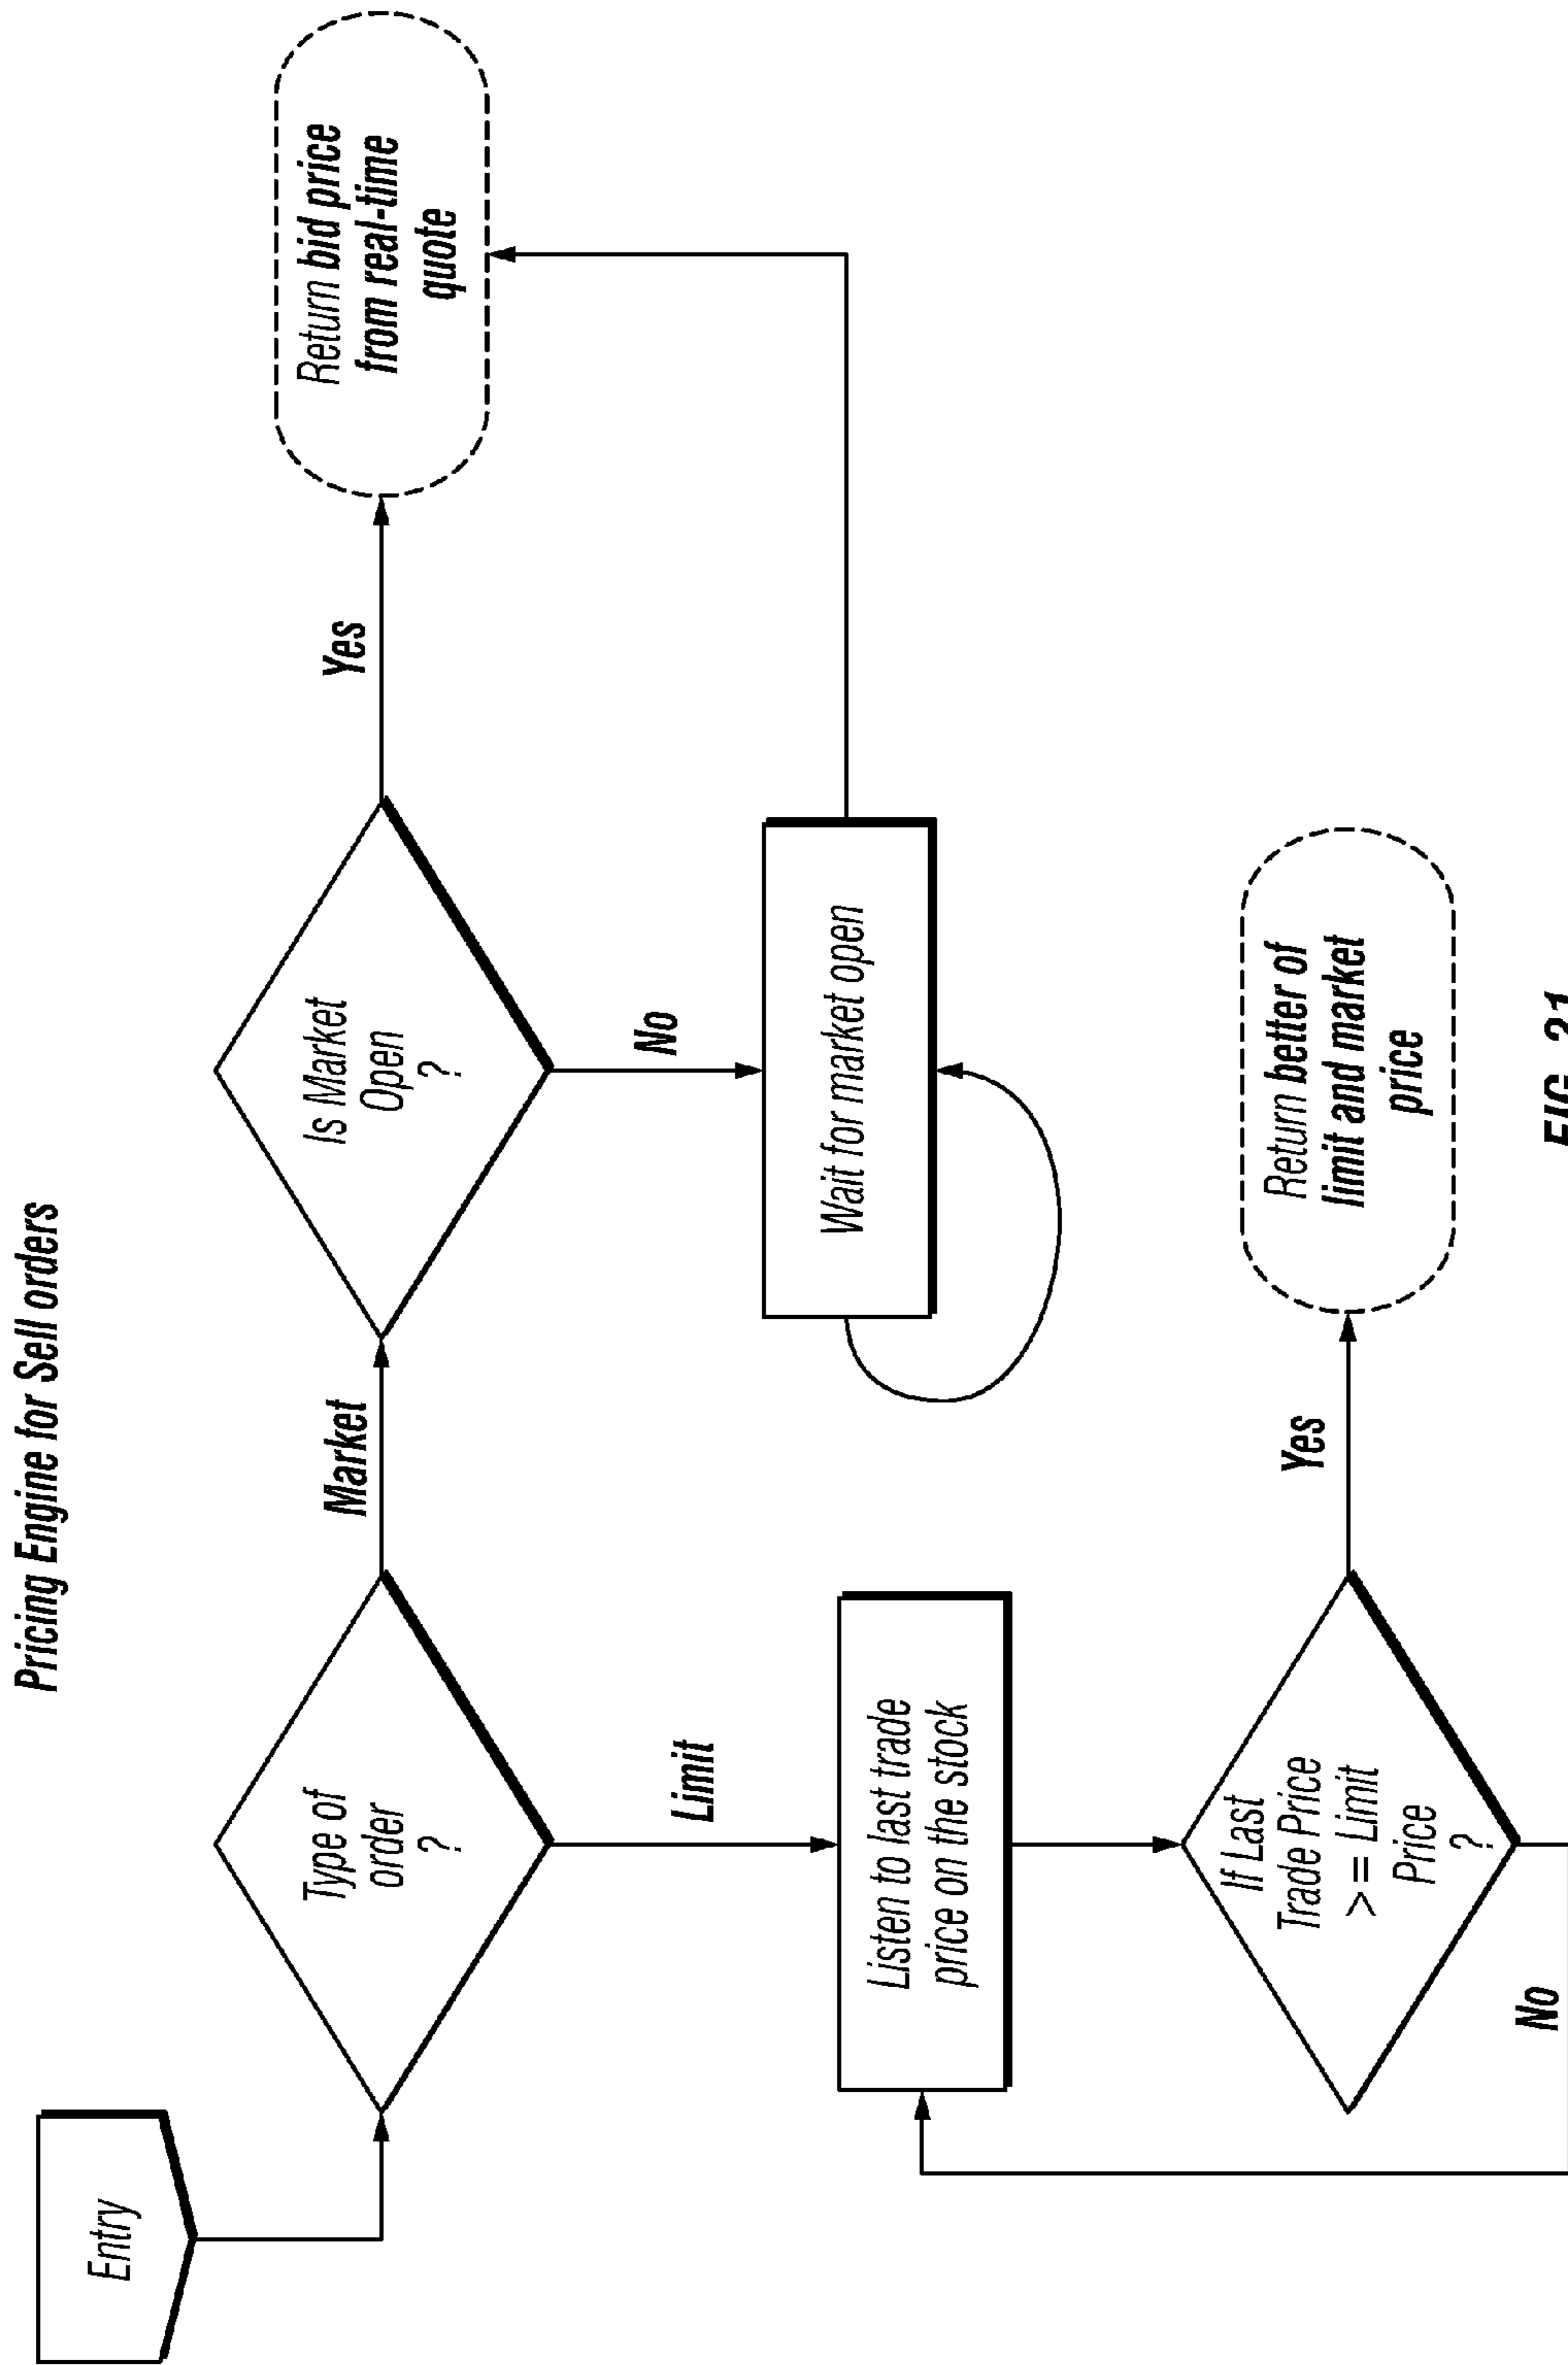 Pricing Engine for Sell orders
Entry
Type of
order
?
Market
Is Market
Open
?
Yes
Return bid price
from real-time
quote
Limit
No
Wait for market open
Listen to last trade
price on the stock
If Last
Trade Price
>= Limit
Price
?
Yes
Return better of
limit and market
price
No
FIG. 21